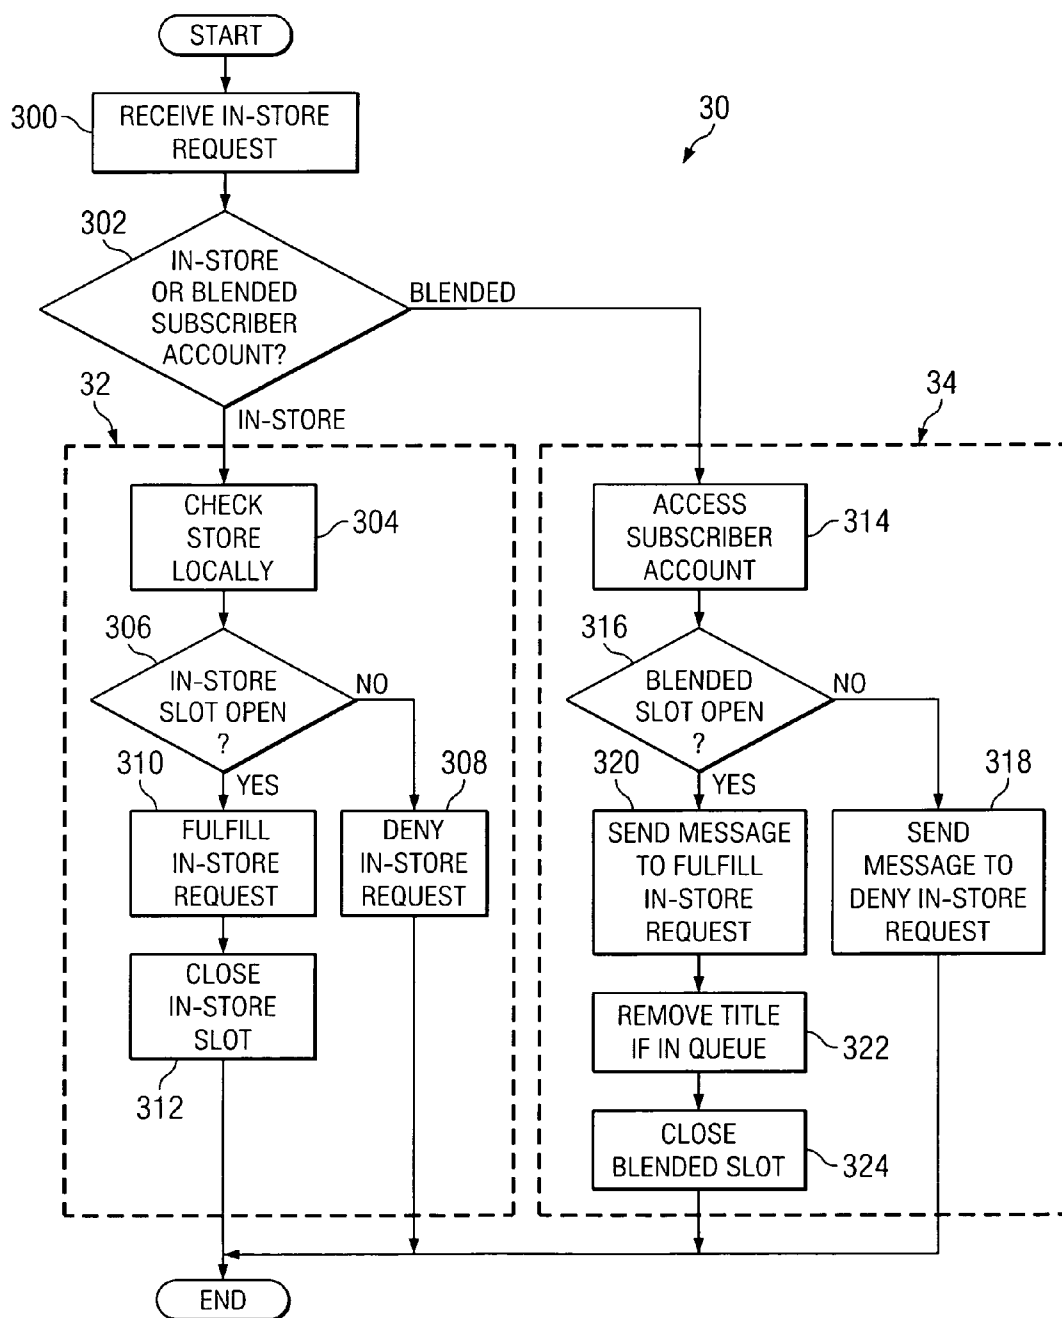 START
300
RECEIVE IN-STORE
REQUEST
30
302
IN-STORE
OR BLENDED
SUBSCRIBER
ACCOUNT?
BLENDED
IN-STORE
32
34
CHECK
STORE
LOCALLY
304
306
IN-STORE
SLOT OPEN
?
NO
YES
310
FULFILL
IN-STORE
REQUEST
308
DENY
IN-STORE
REQUEST
CLOSE
IN-STORE
SLOT
312
ACCESS
SUBSCRIBER
ACCOUNT
314
316
BLENDED
SLOT OPEN
?
NO
YES
320
SEND MESSAGE
TO FULFILL
IN-STORE
REQUEST
318
SEND
MESSAGE TO
DENY IN-STORE
REQUEST
REMOVE TITLE
IF IN QUEUE
322
CLOSE
BLENDED SLOT
324
END